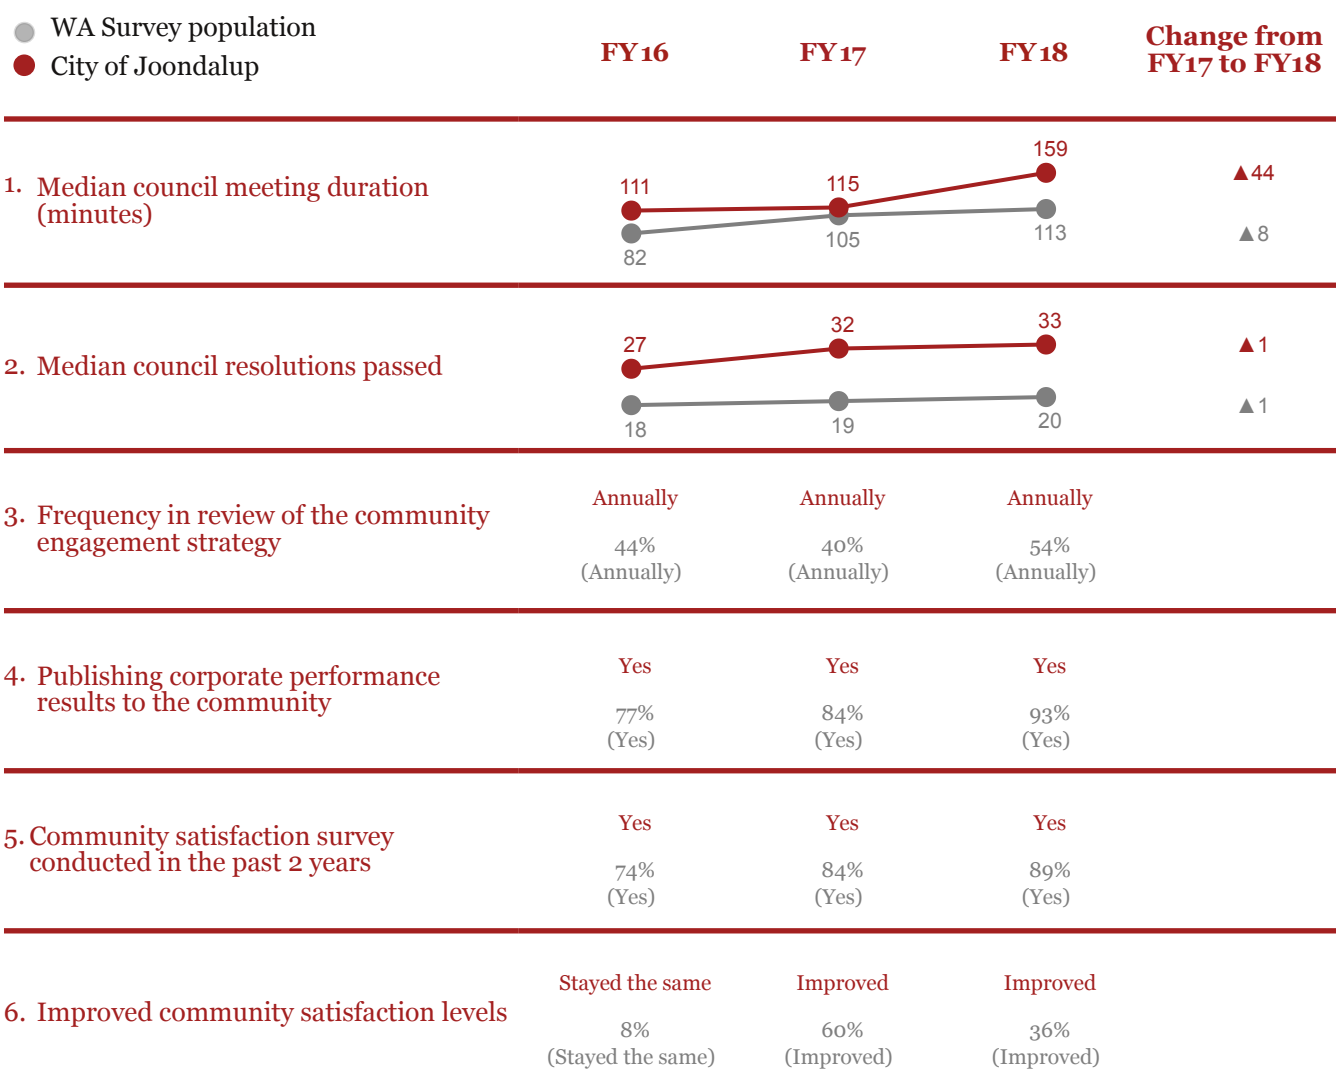 WA Survey population
City of Joondalup
FY16
FY17
FY18
Change from
FY17 to FY18
1. Median council meeting duration
(minutes)
111
115
159
82
105
113
▲44
▲8
2. Median council resolutions passed
27
32
33
18
19
20
▲1
▲1
3. Frequency in review of the community
engagement strategy
Annually
Annually
Annually
44%
(Annually)
40%
(Annually)
54%
(Annually)
4. Publishing corporate performance
results to the community
Yes
Yes
Yes
77%
(Yes)
84%
(Yes)
93%
(Yes)
5. Community satisfaction survey
conducted in the past 2 years
Yes
Yes
Yes
74%
(Yes)
84%
(Yes)
89%
(Yes)
6. Improved community satisfaction levels
Stayed the same
Improved
Improved
8%
(Stayed the same)
60%
(Improved)
36%
(Improved)